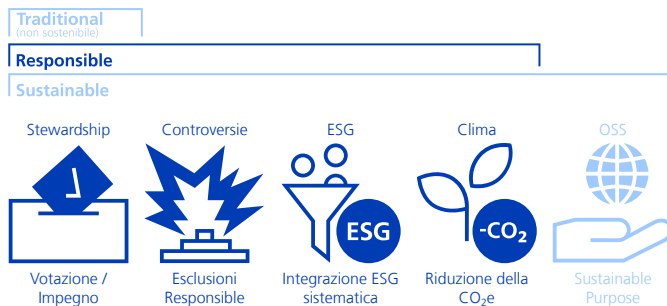 Traditional
(non sostenibile)
Responsible
Sustainable
Stewardship
Controversie
ESG
Clima
OSS
ESG
-CO₂
Votazione /
Impegno
Esclusioni
Responsible
Integrazione ESG
sistematica
Riduzione della
CO₂e
Sustainable
Purpose